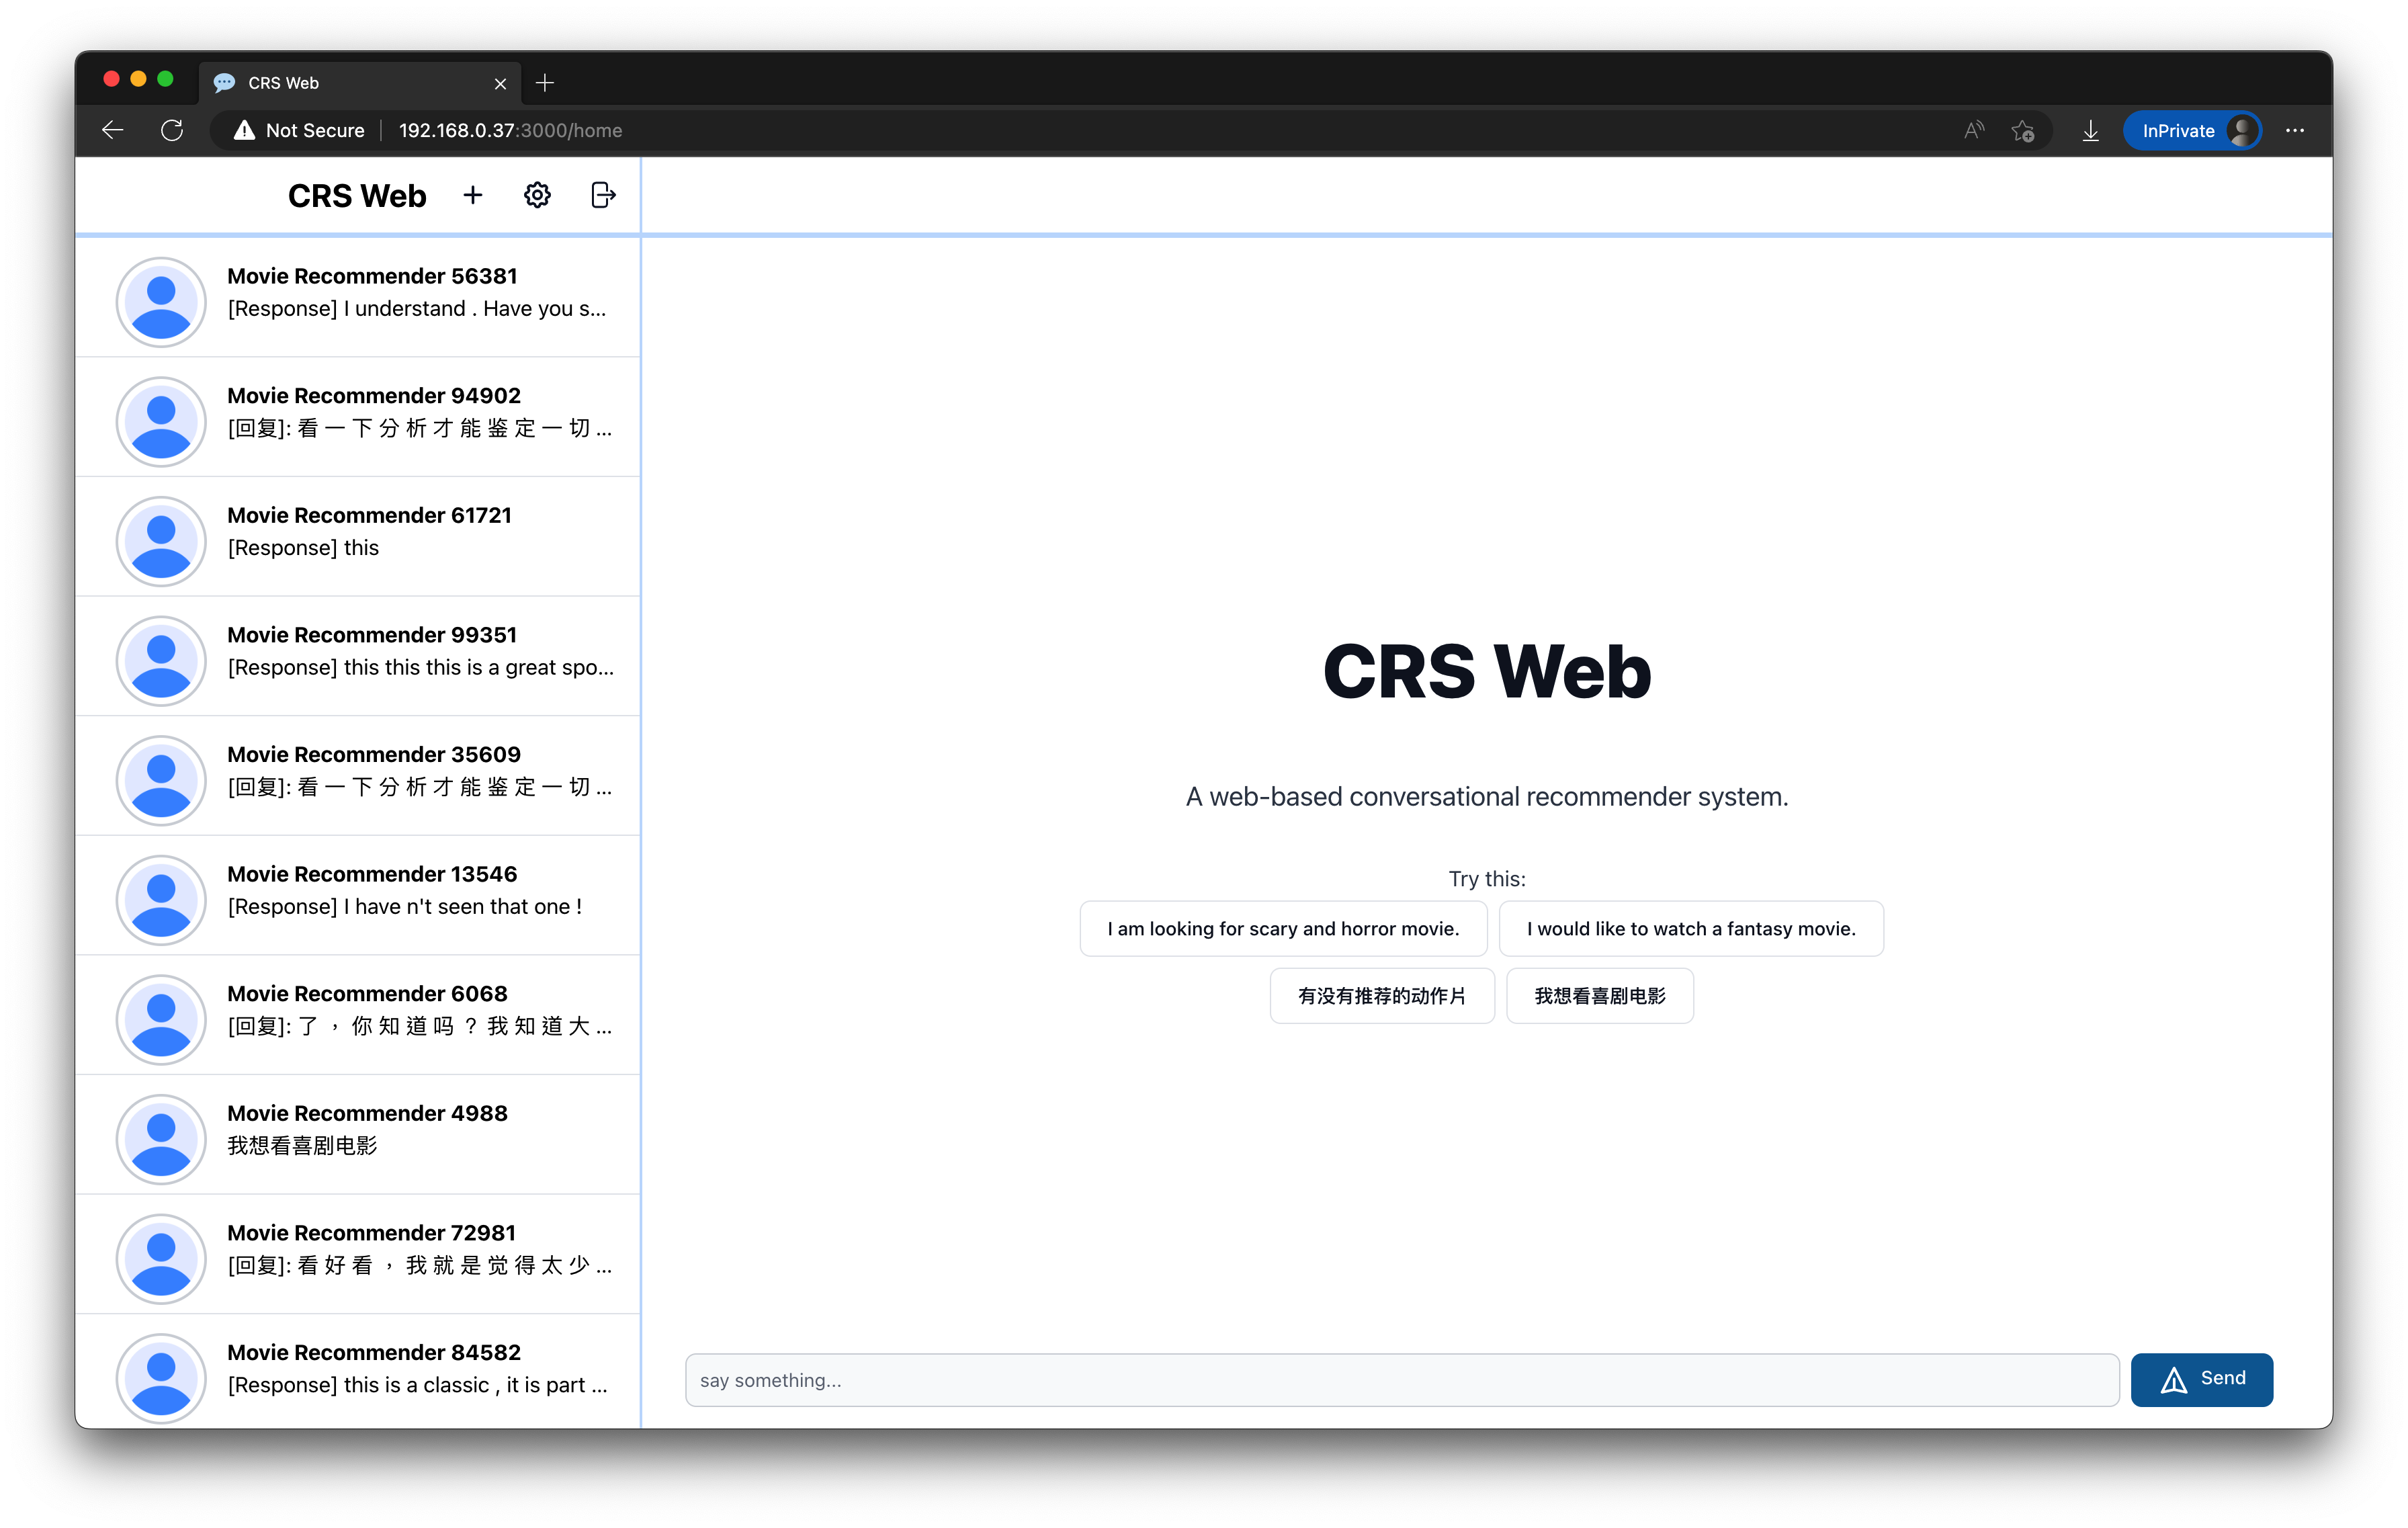 CRS Web
Not Secure
192.168.0.37:3000/home
InPrivate
CRS Web
Movie Recommender 56381
[Response] I understand . Have you s...
Movie Recommender 94902
[回复]: 看 一 下 分 析 才 能 鉴 定 一 切 ...
Movie Recommender 61721
[Response] this
Movie Recommender 99351
[Response] this this this is a great spo...
Movie Recommender 35609
[回复]: 看 一 下 分 析 才 能 鉴 定 一 切 ...
Movie Recommender 13546
[Response] I have n't seen that one !
Movie Recommender 6068
[回复]: 了 ， 你 知 道 吗 ？ 我 知 道 大 ...
Movie Recommender 4988
我想看喜剧电影
Movie Recommender 72981
[回复]: 看 好 看 ， 我 就 是 觉 得 太 少 ...
Movie Recommender 84582
[Response] this is a classic , it is part ...
CRS Web
A web-based conversational recommender system.
Try this:
I am looking for scary and horror movie.
I would like to watch a fantasy movie.
有没有推荐的动作片
我想看喜剧电影
say something...
Send